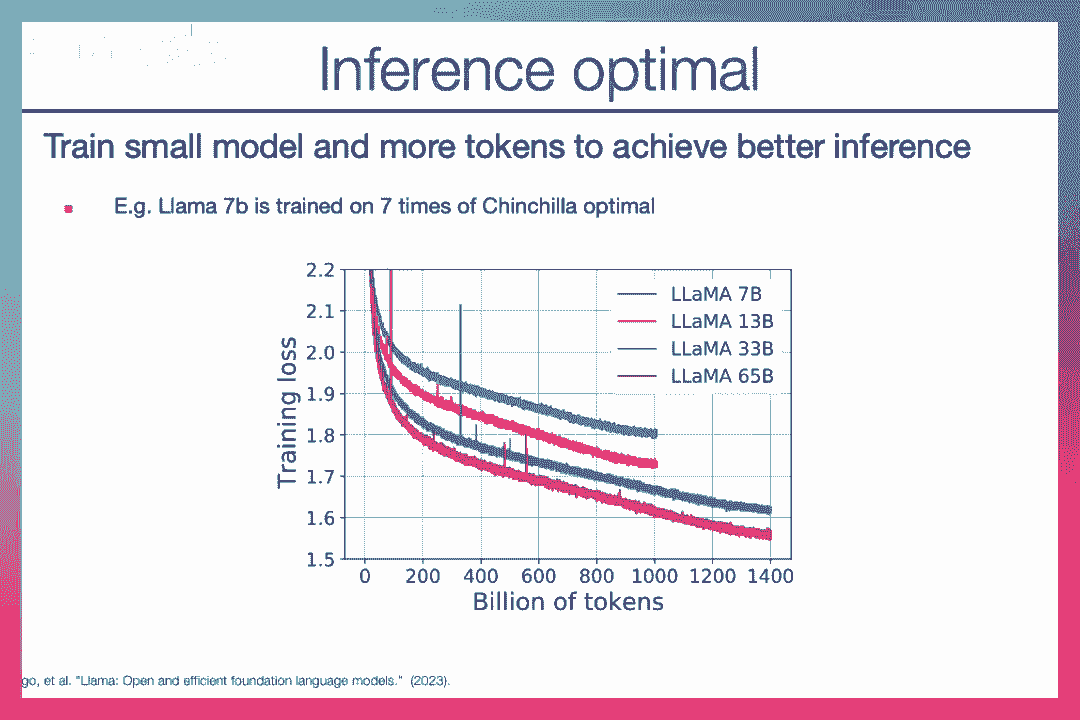 Inference optimal
Train small model and more tokens to achieve better inference
E.g. Llama 7b is trained on 7 times of Chinchilla optimal
2.2
2.1
2.0
1.9
1.8
1.7
1.6
1.5
Training loss
LLaMA 7B
LLaMA 13B
LLaMA 33B
LLaMA 65B
0 200 400 600 800 1000 1200 1400
Billion of tokens
go, et al. "Llama: Open and efficient foundation language models." (2023).